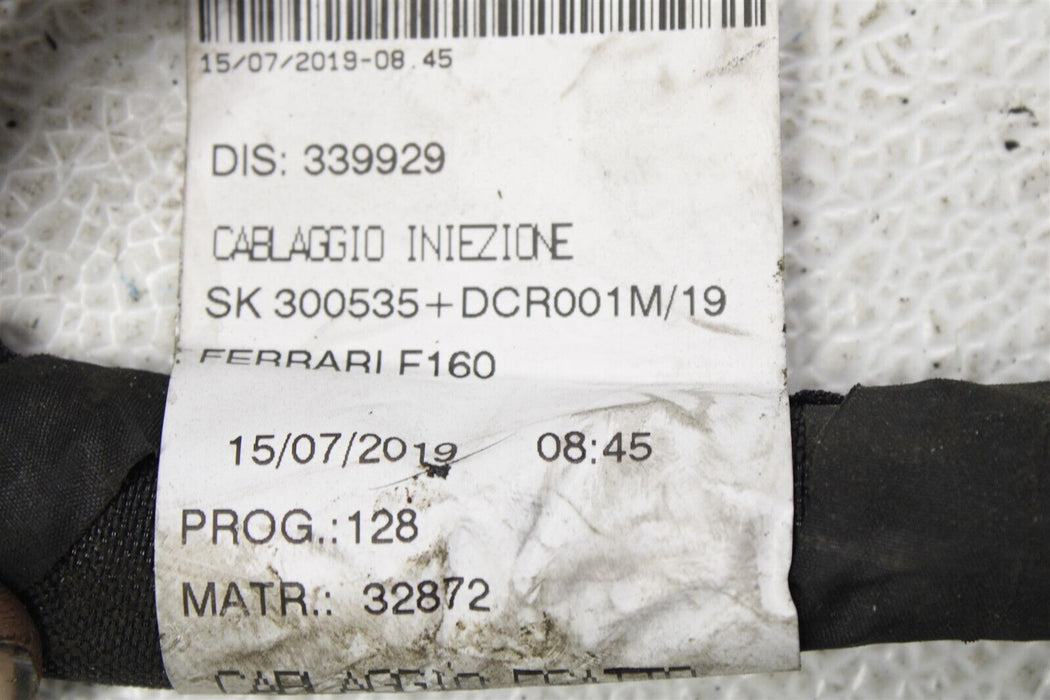 15/07/2019-08.45
DIS: 339929
CABLAGGIO INIEZIONE
SK 300535+DCR001M/19
FERRARI F160
15/07/2019 08:45
PROG.:128
MATR.: 32872
CABLAGGIO